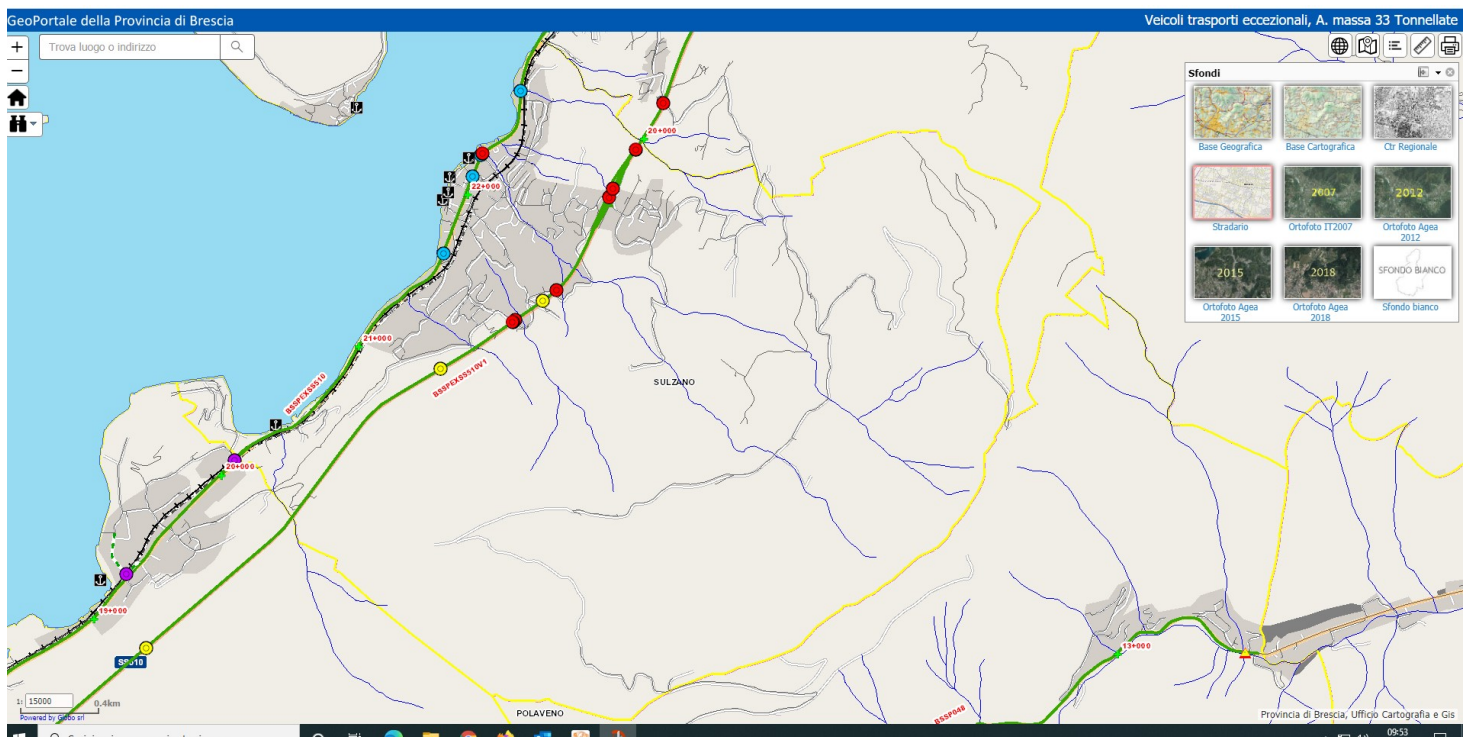 GeoPortale della Provincia di Brescia
Veicoli trasporti eccezionali, A. massa 33 Tonnellate
+
Trova luogo o indirizzo
−
Sfondi
Base Geografica
Base Cartografica
Ctr Regionale
2007
2012
Stradario
Ortofoto IT2007
Ortofoto Agea
2012
2015
2018
SFONDO BIANCO
Ortofoto Agea
2015
Ortofoto Agea
2018
Sfondo bianco
20+000
22+000
21+000
BSSPEXSS510
BSSPEXSS510V1
SULZANO
20+000
19+000
SS510
13+000
BSSP048
POLAVENO
1: 15000
0.4km
Powered by Globo srl
Provincia di Brescia, Ufficio Cartografia e Gis
09:53